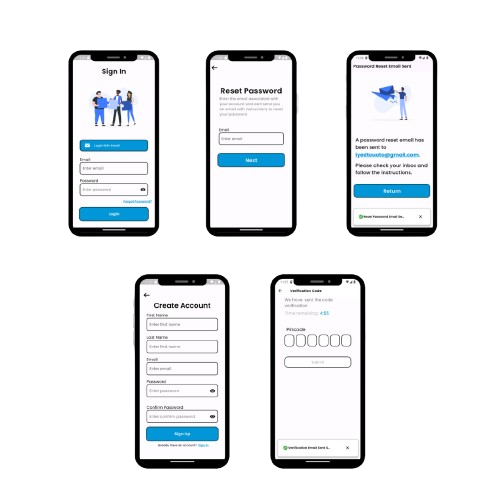 Sign In
Login With Email
Email
Enter email
Password
Enter password
Forgot Password?
Login
Reset Password
Enter the email associated with
your account and we'll send you
an email with instructions to reset
your password.
Email
Enter email
Next
Password Reset Email Sent
A password reset email has
been sent to
Please check your inbox and
follow the instructions.
Return
Reset Password Email Se...
Create Account
First Name
Enter first name
Last Name
Enter last name
Email
Enter email
Password
Enter password
Confirm Password
Enter confirm password
Sign Up
Already have an account? Sign In
Verification Code
We have sent the code
verification
Time remaining: 4:53
Pincode
Submit
Verification Email Sent S...